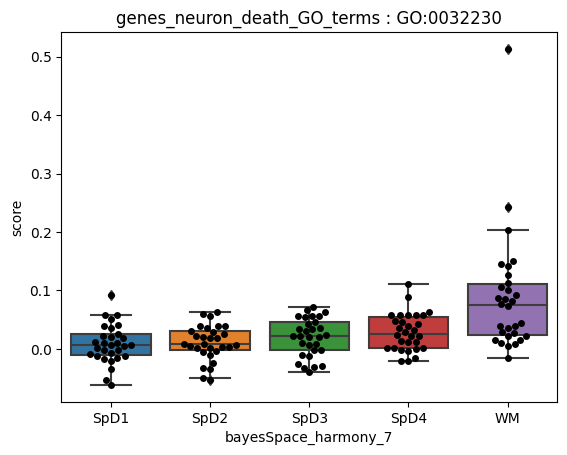 genes_neuron_death_GO_terms : GO:0032230
0.5
0.4
0.3
0.2
0.1
0.0
score
SpD1 SpD2 SpD3 SpD4 WM
bayesSpace_harmony_7